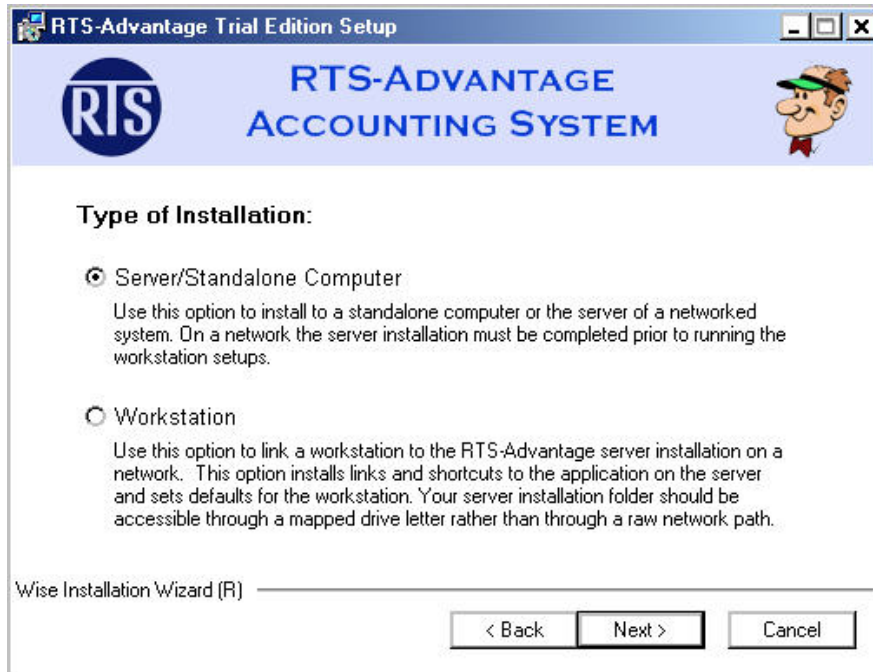 RTS-Advantage Trial Edition Setup
RTS
RTS-ADVANTAGE
ACCOUNTING SYSTEM
Type of Installation:
Server/Standalone Computer
Use this option to install to a standalone computer or the server of a networked
system. On a network the server installation must be completed prior to running the
workstation setups.
Workstation
Use this option to link a workstation to the RTS-Advantage server installation on a
network.  This option installs links and shortcuts to the application on the server
and sets defaults for the workstation. Your server installation folder should be
accessible through a mapped drive letter rather than through a raw network path.
Wise Installation Wizard (R)
< Back Next > Cancel